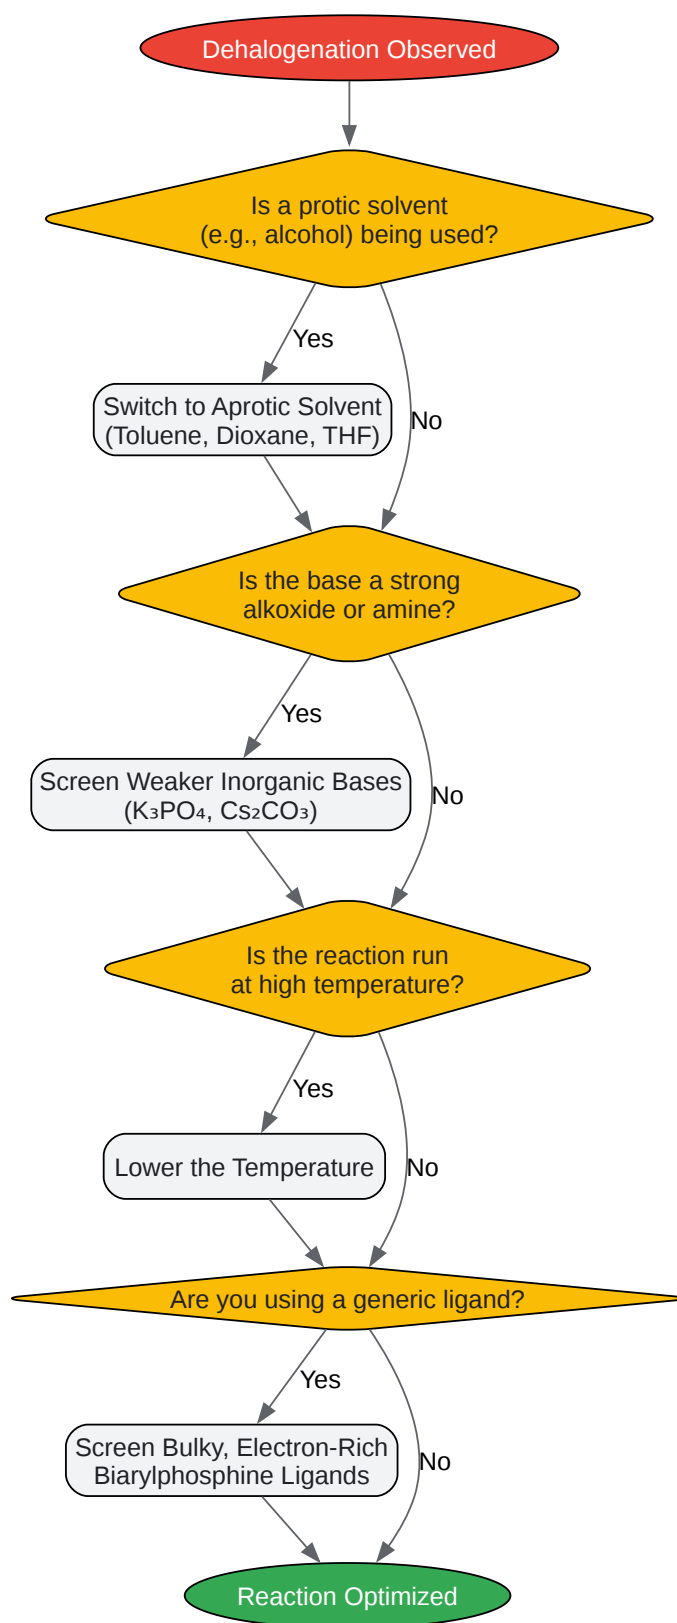 Dehalogenation Observed
Is a protic solvent
(e.g., alcohol) being used?
Yes
Switch to Aprotic Solvent
(Toluene, Dioxane, THF)
No
Is the base a strong
alkoxide or amine?
Yes
Screen Weaker Inorganic Bases
(K₃PO₄, Cs₂CO₃)
No
Is the reaction run
at high temperature?
Yes
Lower the Temperature
No
Are you using a generic ligand?
Yes
Screen Bulky, Electron-Rich
Biarylphosphine Ligands
No
Reaction Optimized